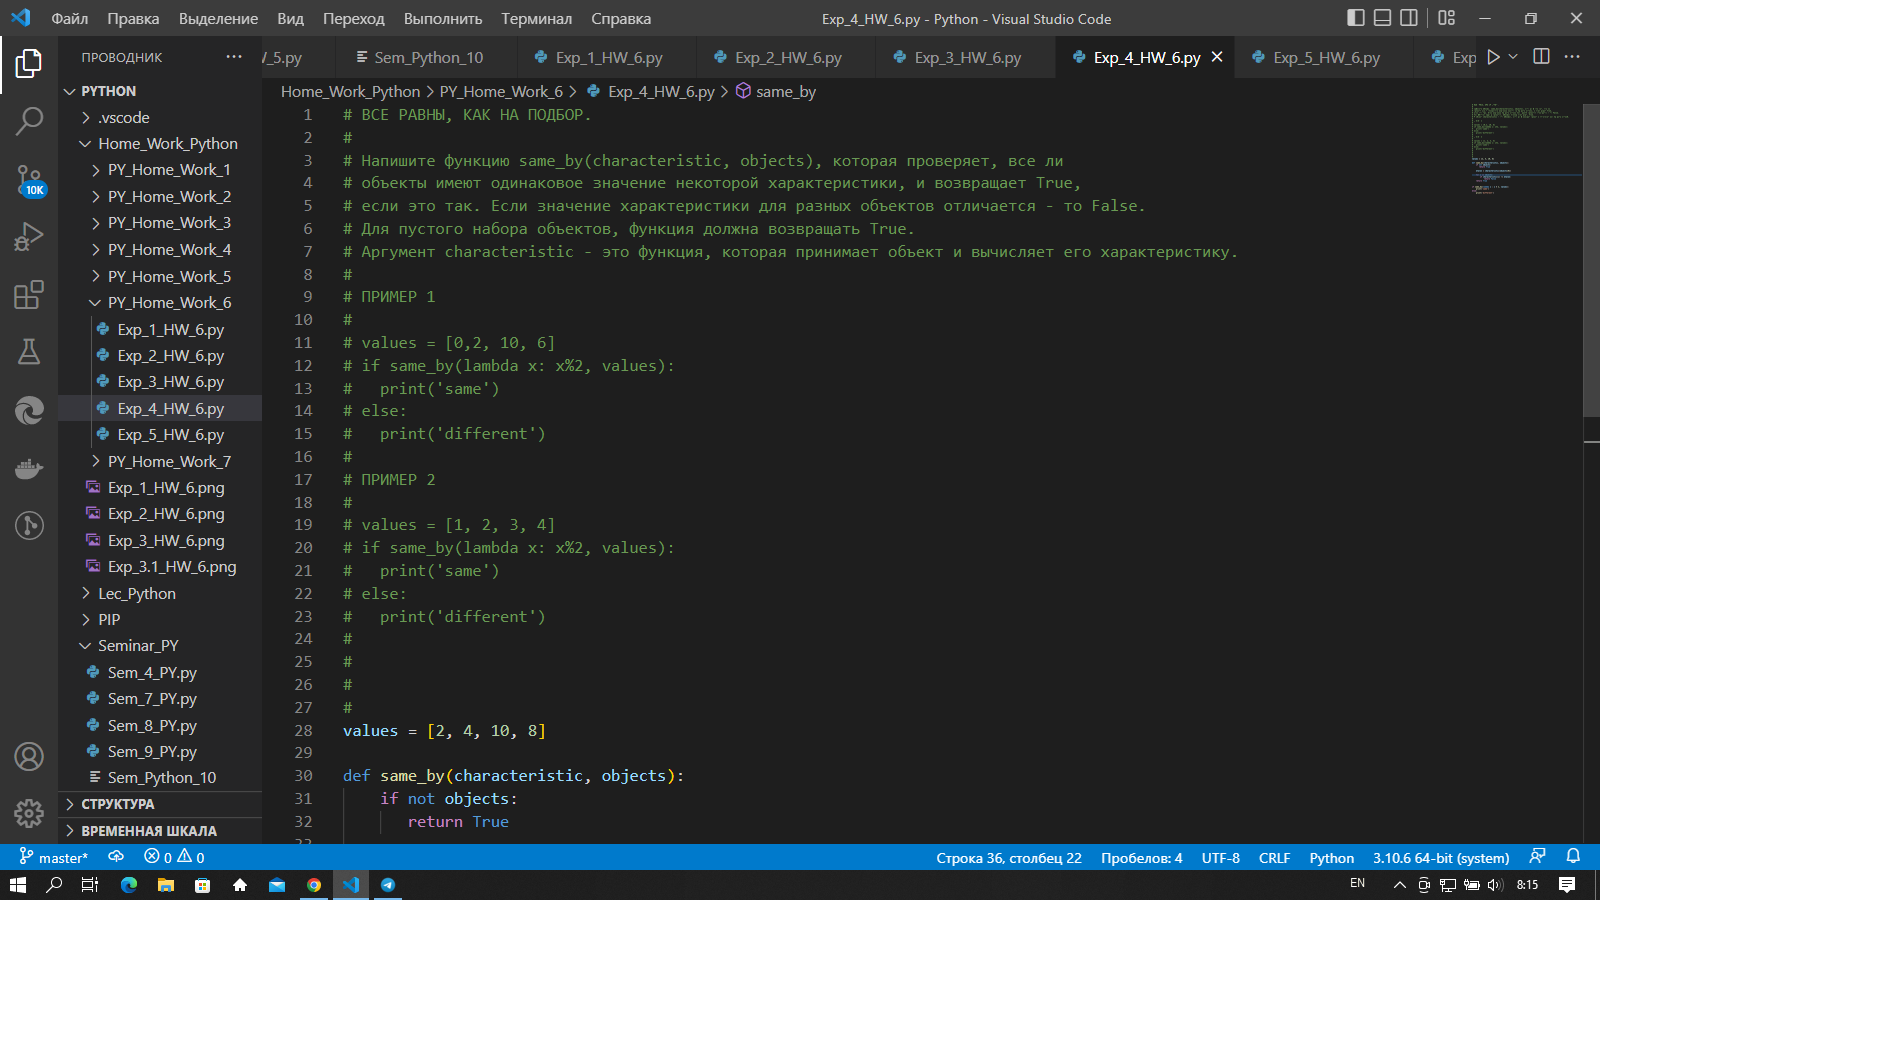 Файл Правка Выделение Вид Переход Выполнить Терминал Справка Exp_4_HW_6.py - Python - Visual Studio Code
ПРОВОДНИК ··· _5.py Sem_Python_10 Exp_1_HW_6.py Exp_2_HW_6.py Exp_3_HW_6.py Exp_4_HW_6.py Exp_5_HW_6.py Exp ···
Home_Work_Python > PY_Home_Work_6 > Exp_4_HW_6.py > same_by
PYTHON
.vscode
Home_Work_Python
PY_Home_Work_1
PY_Home_Work_2
PY_Home_Work_3
PY_Home_Work_4
PY_Home_Work_5
PY_Home_Work_6
Exp_1_HW_6.py
Exp_2_HW_6.py
Exp_3_HW_6.py
Exp_4_HW_6.py
Exp_5_HW_6.py
PY_Home_Work_7
Exp_1_HW_6.png
Exp_2_HW_6.png
Exp_3_HW_6.png
Exp_3.1_HW_6.png
Lec_Python
PIP
Seminar_PY
Sem_4_PY.py
Sem_7_PY.py
Sem_8_PY.py
Sem_9_PY.py
Sem_Python_10
СТРУКТУРА
ВРЕМЕННАЯ ШКАЛА
10K
1 # ВСЕ РАВНЫ, КАК НА ПОДБОР.
2 #
3 # Напишите функцию same_by(characteristic, objects), которая проверяет, все ли
4 # объекты имеют одинаковое значение некоторой характеристики, и возвращает True,
5 # если это так. Если значение характеристики для разных объектов отличается - то False.
6 # Для пустого набора объектов, функция должна возвращать True.
7 # Аргумент characteristic - это функция, которая принимает объект и вычисляет его характеристику.
8 #
9 # ПРИМЕР 1
10 #
11 # values = [0,2, 10, 6]
12 # if same_by(lambda x: x%2, values):
13 #   print('same')
14 # else:
15 #   print('different')
16 #
17 # ПРИМЕР 2
18 #
19 # values = [1, 2, 3, 4]
20 # if same_by(lambda x: x%2, values):
21 #   print('same')
22 # else:
23 #   print('different')
24 #
25 #
26 #
27 #
28 values = [2, 4, 10, 8]
29
30 def same_by(characteristic, objects):
31     if not objects:
32        return True
master* 0 0 Строка 36, столбец 22 Пробелов: 4 UTF-8 CRLF Python 3.10.6 64-bit (system)
EN 8:15